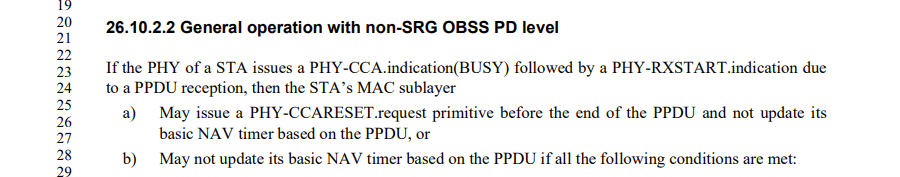 19
20 26.10.2.2 General operation with non-SRG OBSS PD level
21
22
23 If the PHY of a STA issues a PHY-CCA.indication(BUSY) followed by a PHY-RXSTART.indication due
24 to a PPDU reception, then the STA's MAC sublayer
25 a) May issue a PHY-CCARESET.request primitive before the end of the PPDU and not update its
26
27 basic NAV timer based on the PPDU, or
28 b) May not update its basic NAV timer based on the PPDU if all the following conditions are met:
29